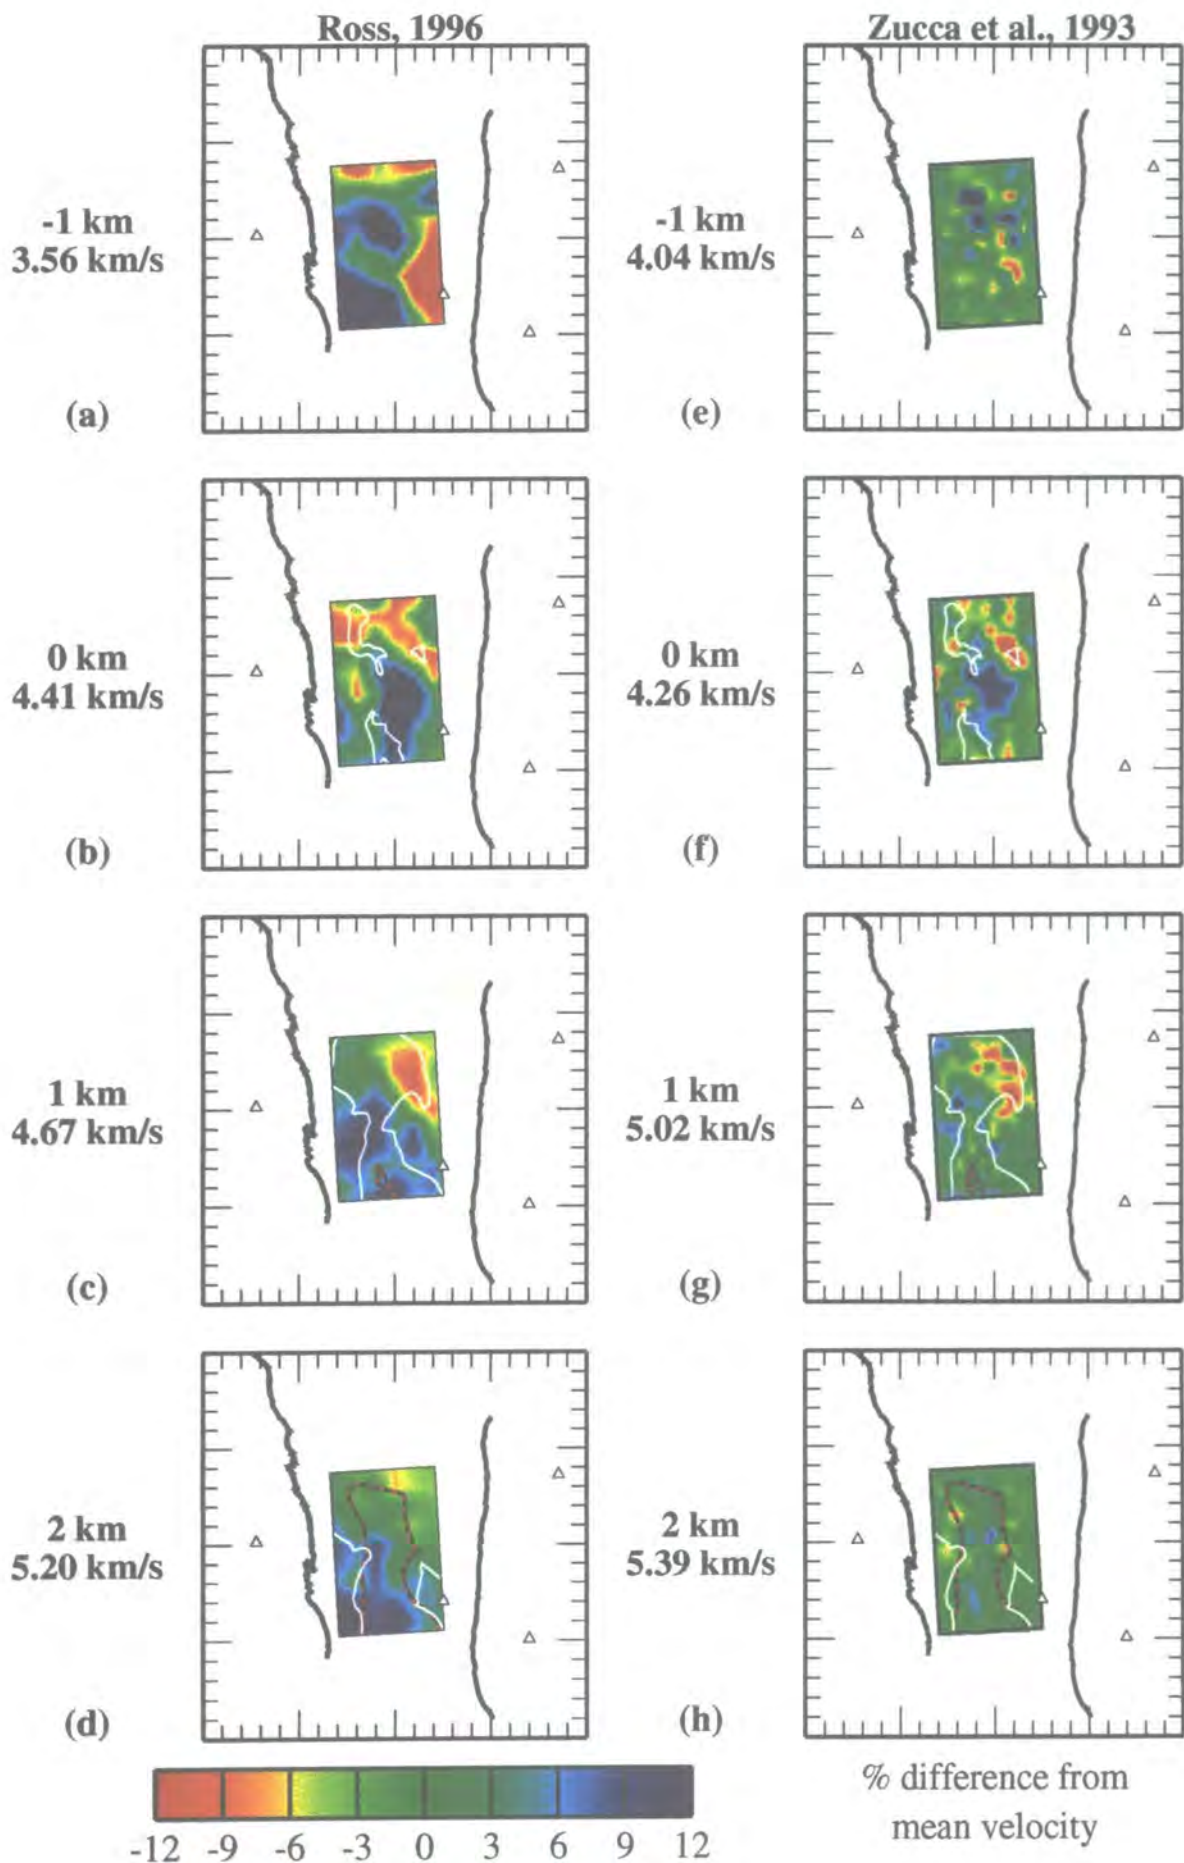 Ross, 1996
Zucca et al., 1993
-1 km
3.56 km/s
(a)
-1 km
4.04 km/s
(e)
0 km
4.41 km/s
(b)
0 km
4.26 km/s
(f)
1 km
4.67 km/s
(c)
1 km
5.02 km/s
(g)
2 km
5.20 km/s
(d)
2 km
5.39 km/s
(h)
-12 -9 -6 -3 0 3 6 9 12
% difference from
mean velocity